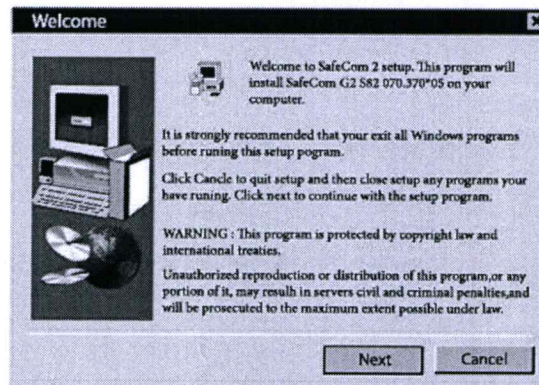 Welcome
Welcome to SafeCom 2 setup. This program will
install SafeCom G2 S82 070.370*05 on your
computer.
It is strongly recommended that your exit all Windows programs
before runing this setup pogram.
Click Cancle to quit setup and then close setup any programs your
have runing. Click next to continue with the setup program.
WARNING : This program is protected by copyright law and
international treaties.
Unauthorized reproduction or distribution of this program,or any
portion of it, may resulh in servers civil and criminal penalties,and
will be prosecuted to the maximum extent possible under law.
Next
Cancel